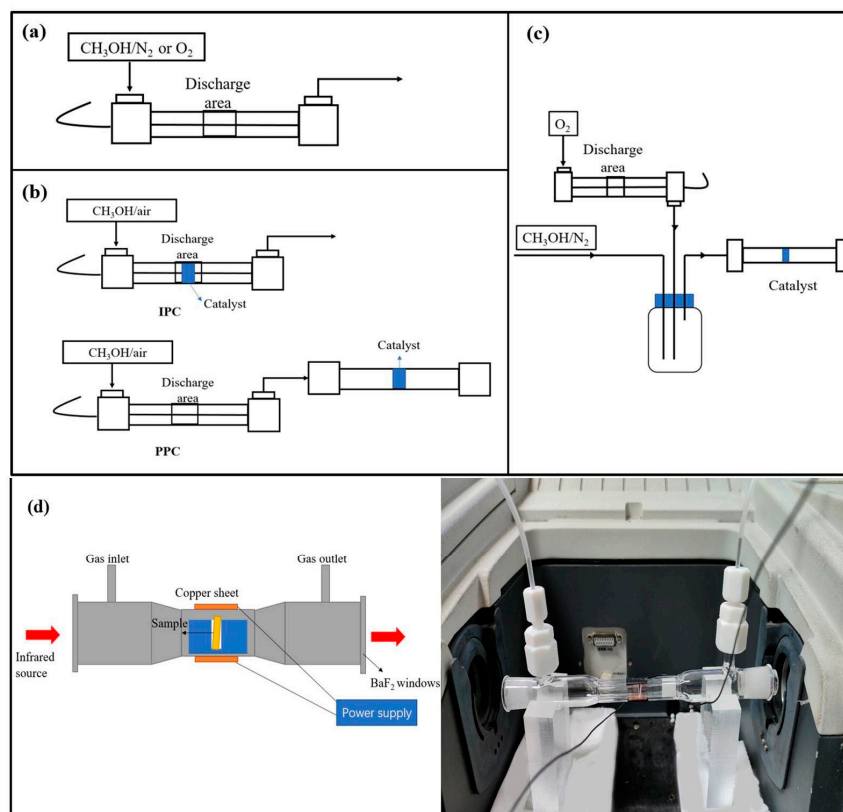 (a)
CH₃OH/N₂ or O₂
Discharge
area
(b)
CH₃OH/air
Discharge
area
Catalyst
IPC
CH₃OH/air
Discharge
area
Catalyst
PPC
(c)
O₂
Discharge
area
CH₃OH/N₂
Catalyst
(d)
Gas inlet
Gas outlet
Copper sheet
Sample
Infrared
source
BaF₂ windows
Power supply